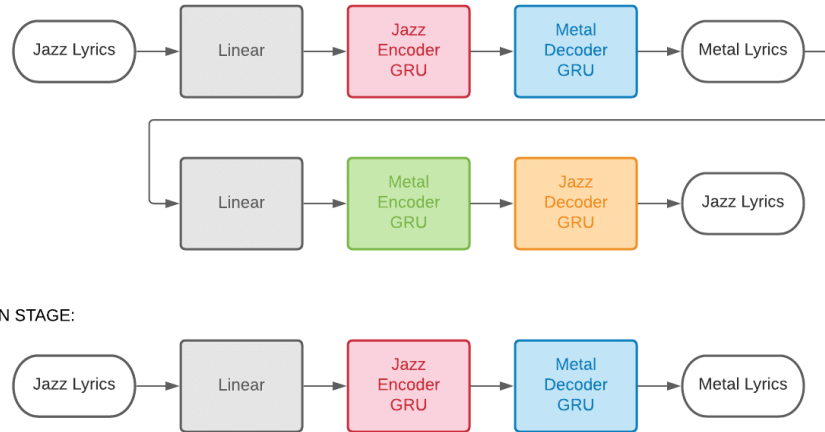 Jazz Lyrics
Linear
Jazz
Encoder
GRU
Metal
Decoder
GRU
Metal Lyrics
Linear
Metal
Encoder
GRU
Jazz
Decoder
GRU
Jazz Lyrics
N STAGE:
Jazz Lyrics
Linear
Jazz
Encoder
GRU
Metal
Decoder
GRU
Metal Lyrics